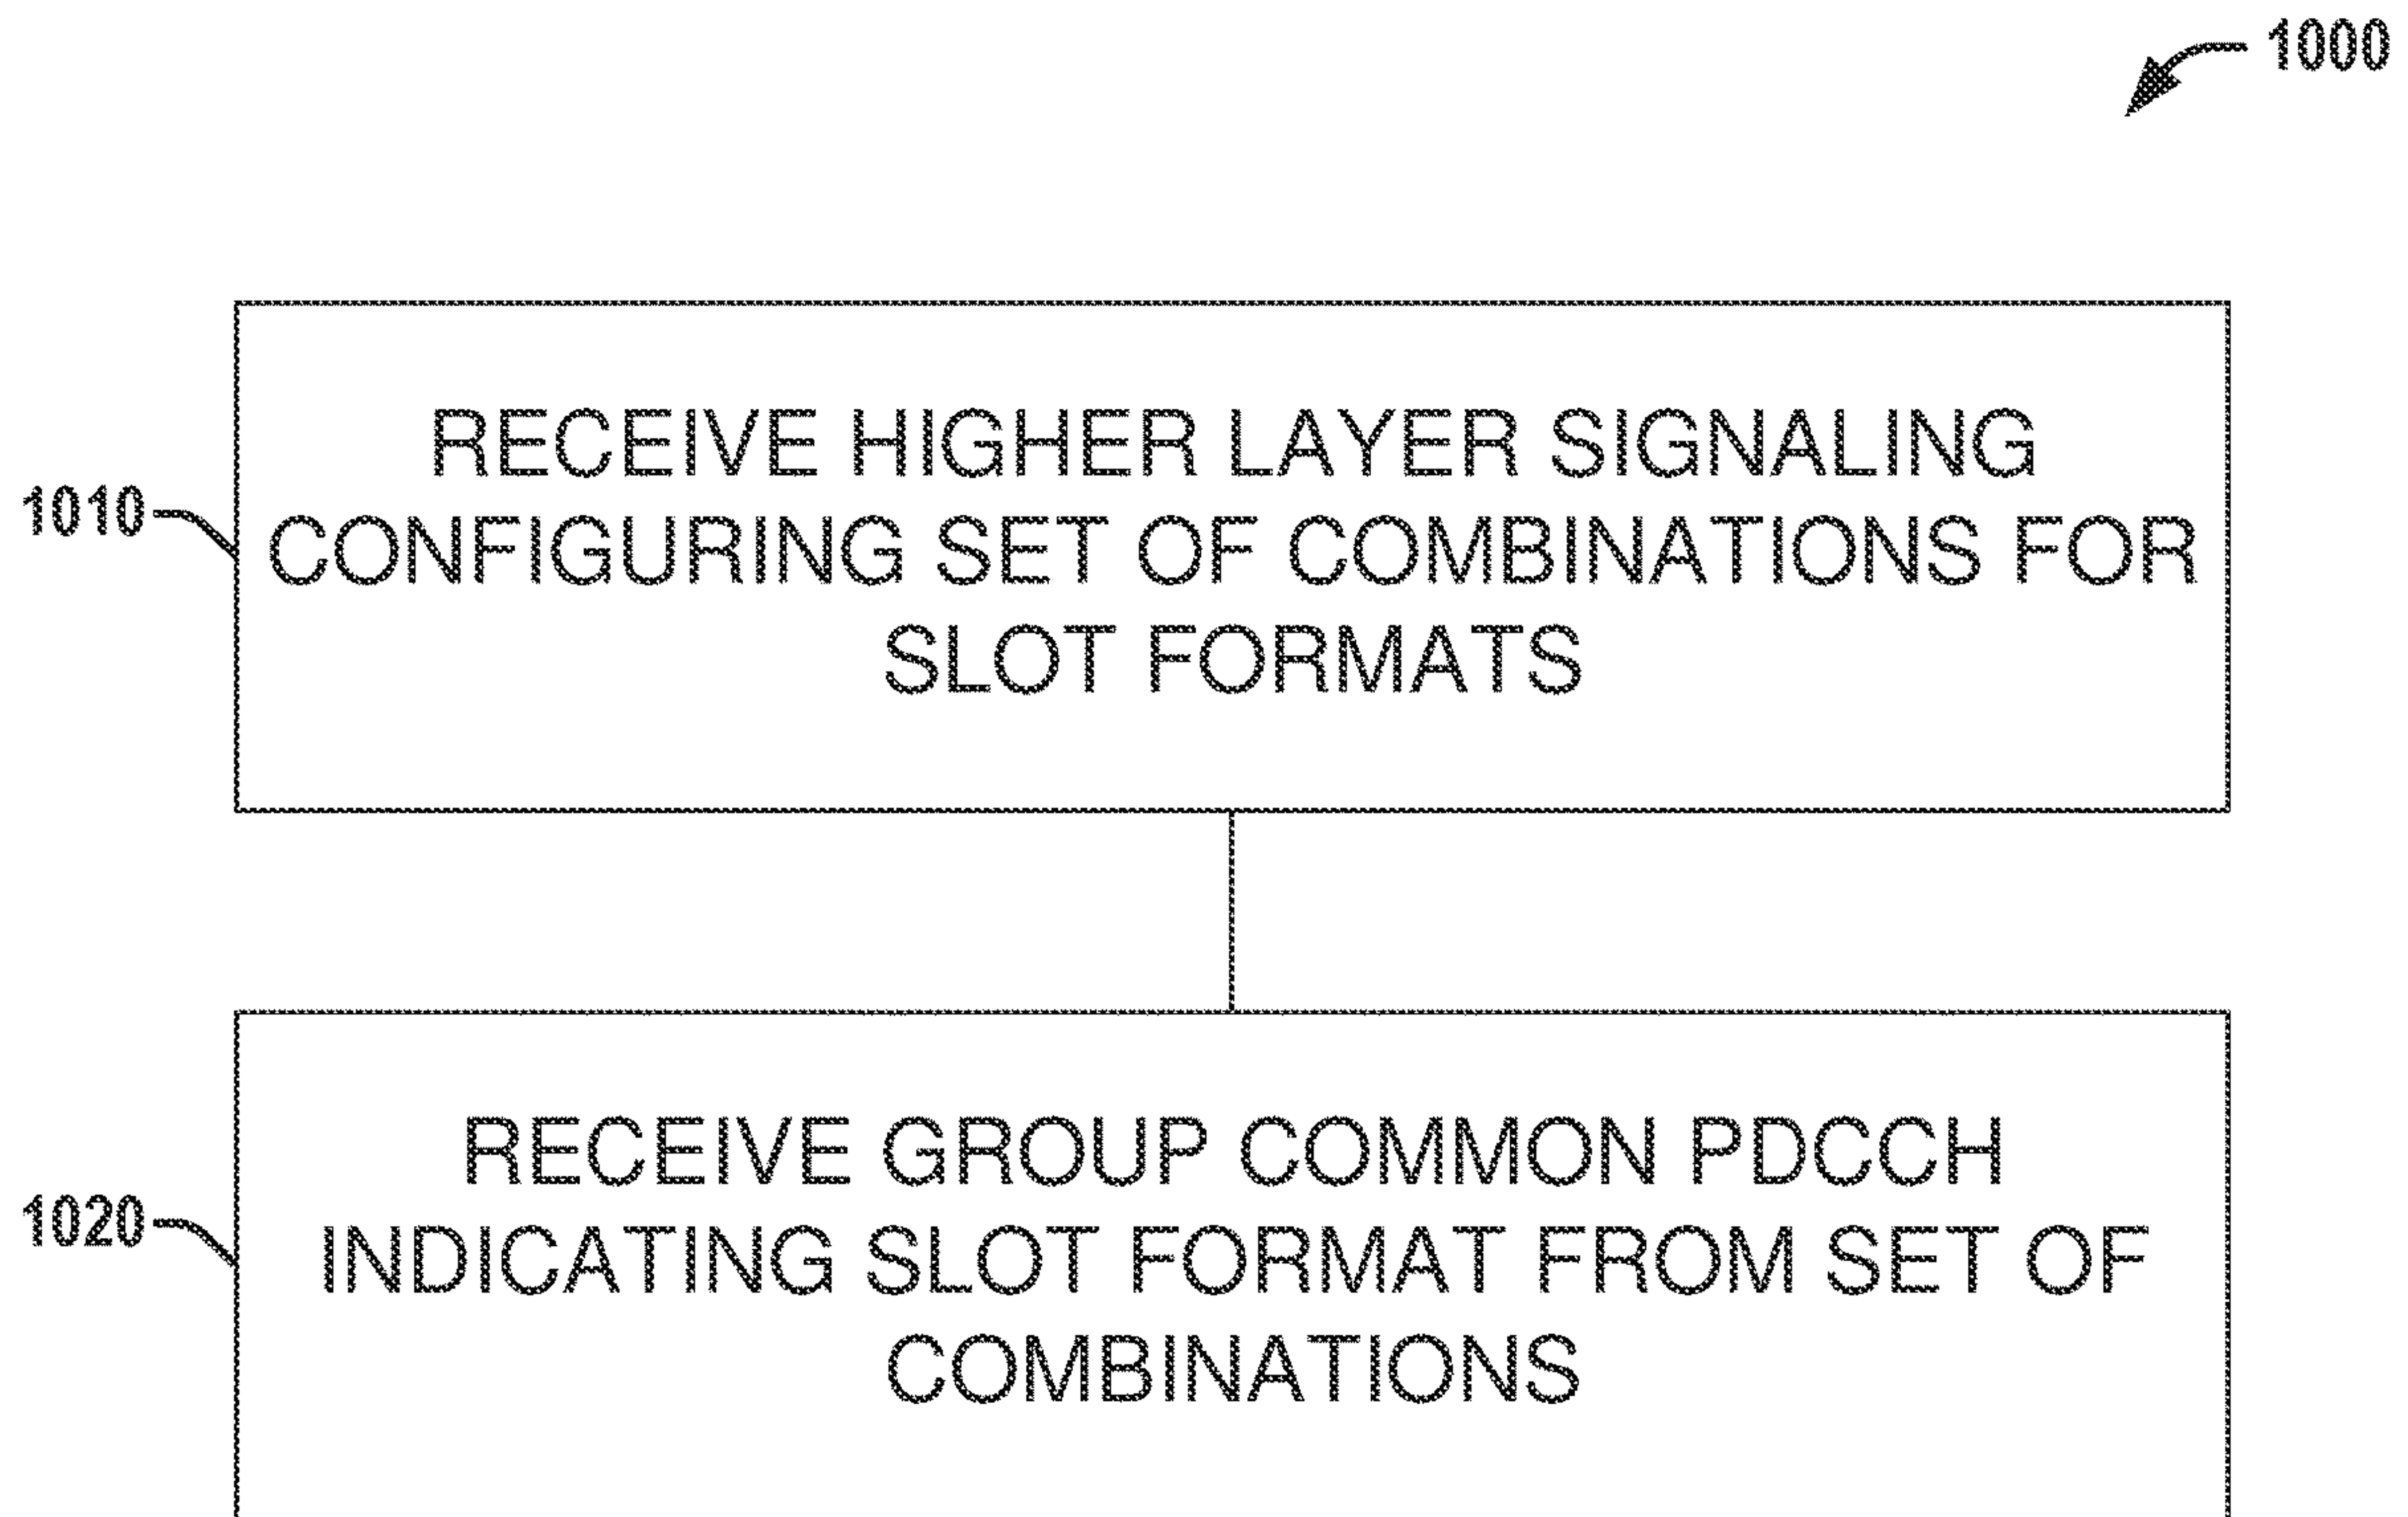 1000
1010
RECEIVE HIGHER LAYER SIGNALING
CONFIGURING SET OF COMBINATIONS FOR
SLOT FORMATS
1020
RECEIVE GROUP COMMON PDCCH
INDICATING SLOT FORMAT FROM SET OF
COMBINATIONS